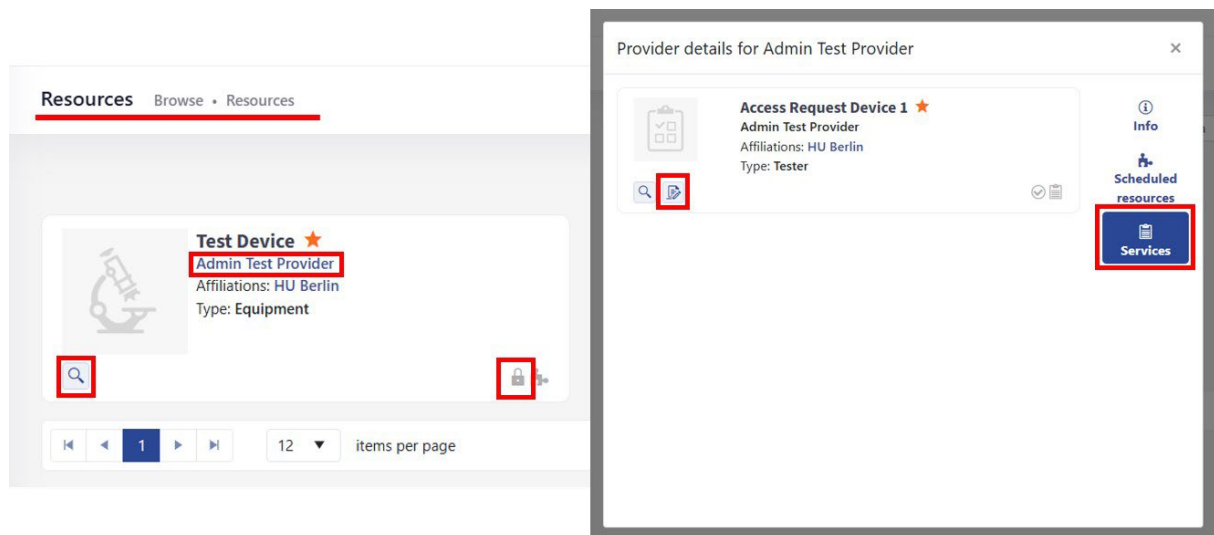 Resources Browse • Resources
Test Device
Admin Test Provider
Affiliations: HU Berlin
Type: Equipment
1 12 items per page
Provider details for Admin Test Provider
Access Request Device 1
Admin Test Provider
Affiliations: HU Berlin
Type: Tester
Info
Scheduled
resources
Services